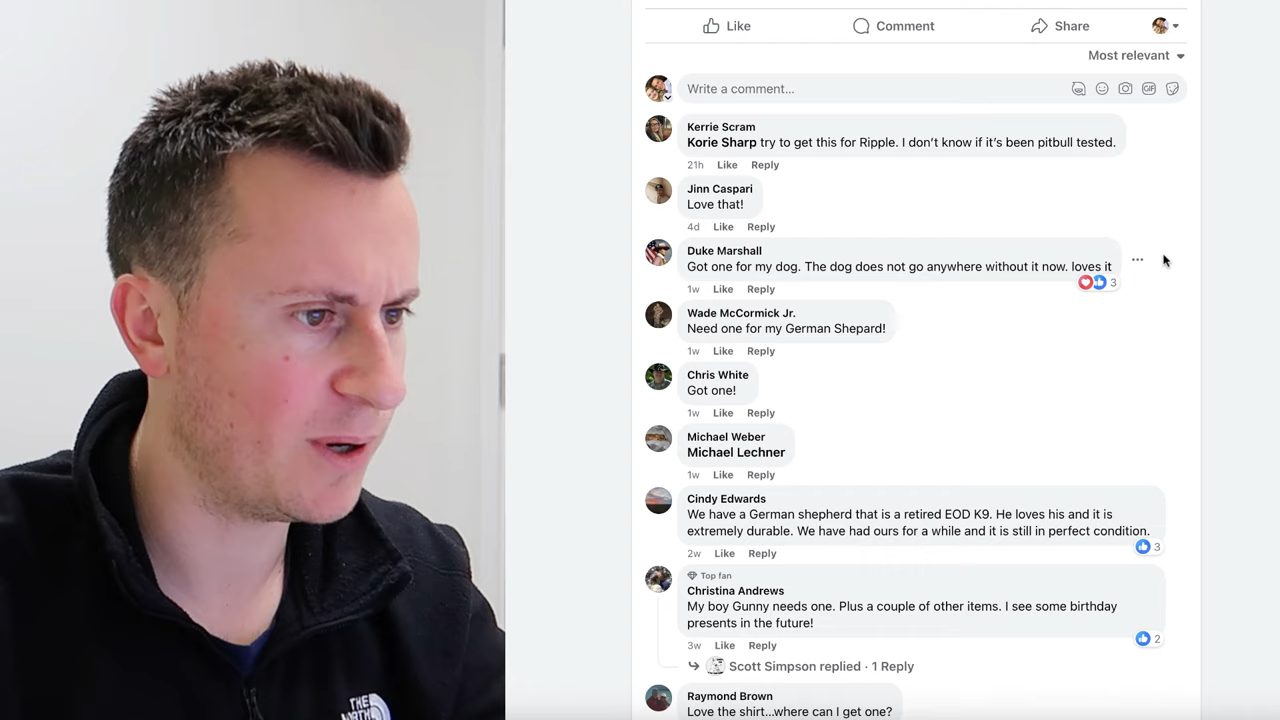 Like Comment Share
Most relevant
Write a comment...
GIF
Kerrie Scram
Korie Sharp try to get this for Ripple. I don't know if it's been pitbull tested.
21h Like Reply
Jinn Caspari
Love that!
4d Like Reply
Duke Marshall
Got one for my dog. The dog does not go anywhere without it now. loves it
3
1w Like Reply
Wade McCormick Jr.
Need one for my German Shepard!
1w Like Reply
Chris White
Got one!
1w Like Reply
Michael Weber
Michael Lechner
1w Like Reply
Cindy Edwards
We have a German shepherd that is a retired EOD K9. He loves his and it is
extremely durable. We have had ours for a while and it is still in perfect condition.
3
2w Like Reply
Top fan
Christina Andrews
My boy Gunny needs one. Plus a couple of other items. I see some birthday
presents in the future!
2
3w Like Reply
Scott Simpson replied · 1 Reply
Raymond Brown
Love the shirt...where can I get one?
THE
NORTH